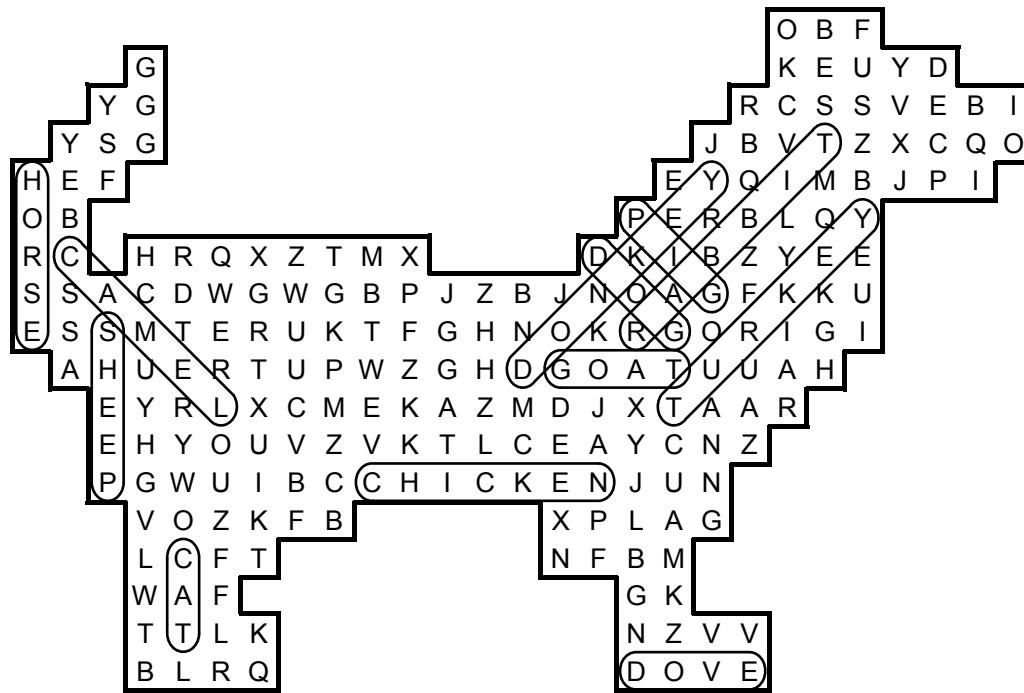 O B F
G K E U Y D
Y G R C S S V E B I
Y S G J B V T Z X C Q O
H E F E Y Q I M B J P I
O B P E R B L Q Y
R C H R Q X Z T M X D K I B Z Y E E
S S A C D W G W G B P J Z B J N O A G F K K U
E S S M T E R U K T F G H N O K R G O R I G I
A H U E R T U P W Z G H D G O A T U U A H
E Y R L X C M E K A Z M D J X T A A R
E H Y O U V Z V K T L C E A Y C N Z
P G W U I B C C H I C K E N J U N
V O Z K F B X P L A G
L C F T N F B M
W A F G K
T T L K N Z V V
B L R Q D O V E